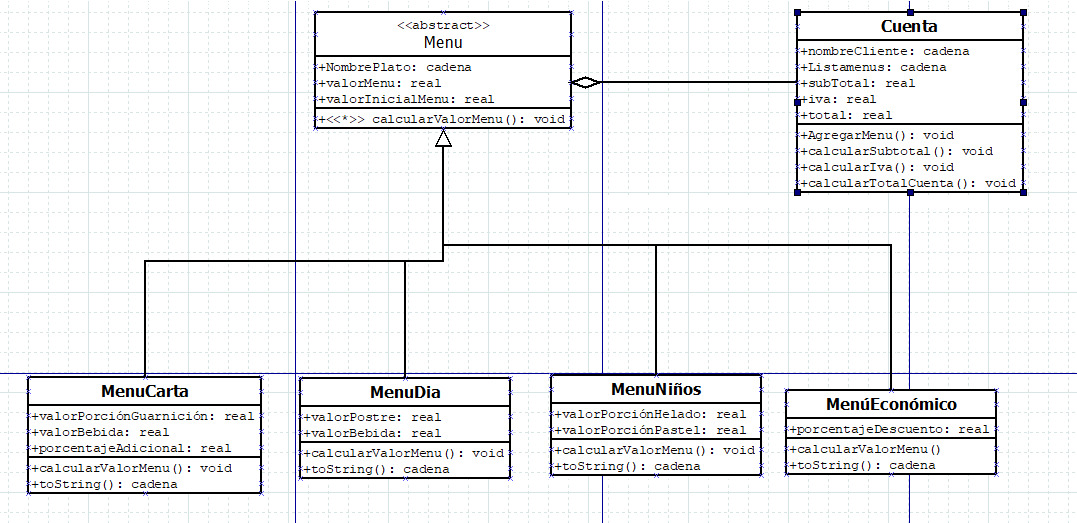 <<abstract>>
Menu
+NombrePlato: cadena
+valorMenu: real
+valorInicialMenu: real
+<<*>> calcularValorMenu(): void
Cuenta
+nombreCliente: cadena
+Listamenus: cadena
+subTotal: real
+iva: real
+total: real
+AgregarMenu(): void
+calcularSubtotal(): void
+calcularIva(): void
+calcularTotalCuenta(): void
MenuCarta
+valorPorciónGuarnición: real
+valorBebida: real
+porcentajeAdicional: real
+calcularValorMenu(): void
+toString(): cadena
MenuDia
+valorPostre: real
+valorBebida: real
+calcularValorMenu(): void
+toString(): cadena
MenuNiños
+valorPorciónHelado: real
+valorPorciónPastel: real
+calcularValorMenu(): void
+toString(): cadena
MenúEconómico
+porcentajeDescuento: real
+calcularValorMenu()
+toString(): cadena